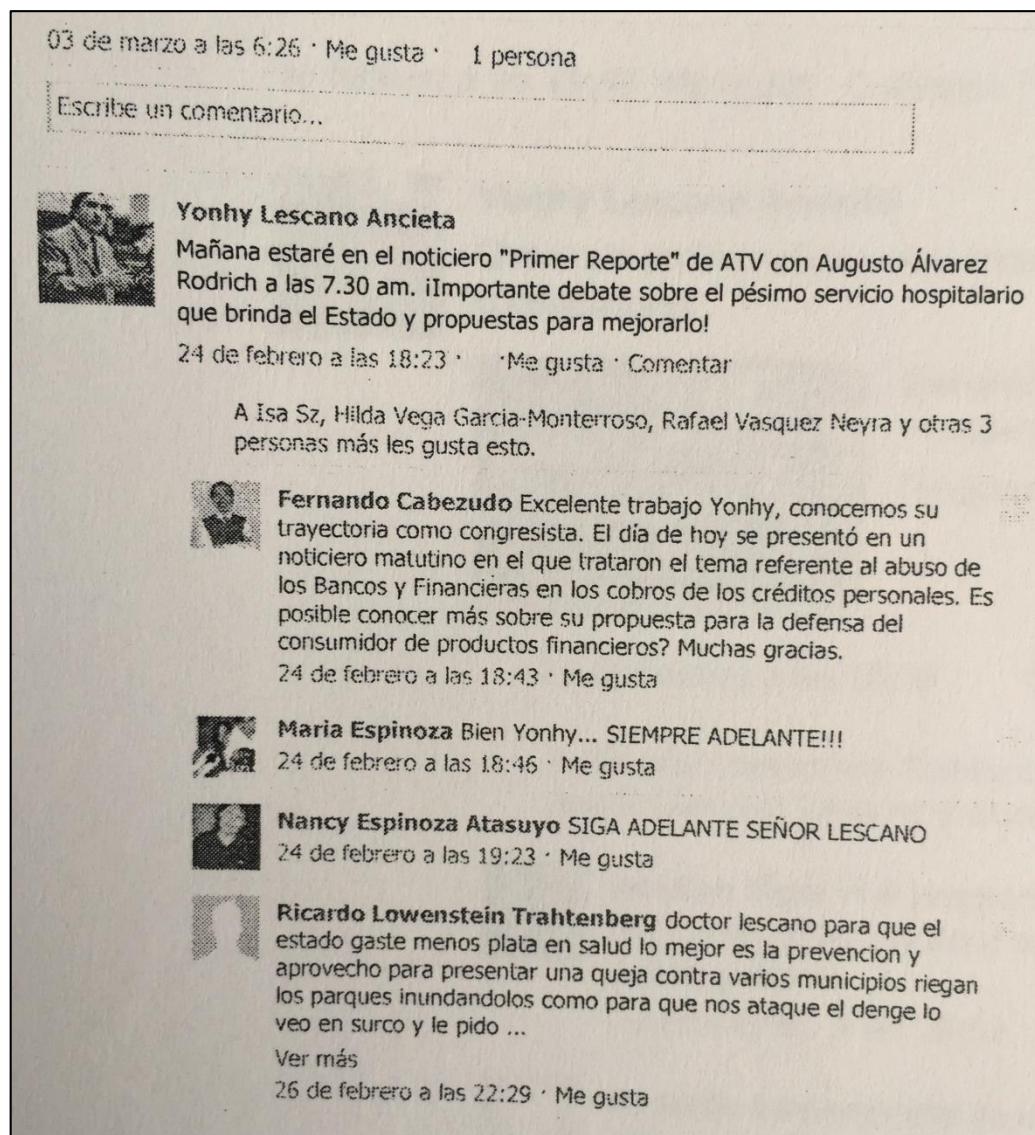 03 de marzo a las 6:26 · Me gusta · 1 persona
Escribe un comentario...
Yonhy Lescano Ancieta
Mañana estaré en el noticiero "Primer Reporte" de ATV con Augusto Álvarez
Rodrich a las 7.30 am. ¡Importante debate sobre el pésimo servicio hospitalario
que brinda el Estado y propuestas para mejorarlo!
24 de febrero a las 18:23 · ·Me gusta · Comentar
A Isa Sz, Hilda Vega Garcia-Monterroso, Rafael Vasquez Neyra y otras 3
personas más les gusta esto.
Fernando Cabezudo Excelente trabajo Yonhy, conocemos su
trayectoria como congresista. El día de hoy se presentó en un
noticiero matutino en el que trataron el tema referente al abuso de
los Bancos y Financieras en los cobros de los créditos personales. Es
posible conocer más sobre su propuesta para la defensa del
consumidor de productos financieros? Muchas gracias.
24 de febrero a las 18:43 · Me gusta
Maria Espinoza Bien Yonhy... SIEMPRE ADELANTE!!!
24 de febrero a las 18:46 · Me gusta
Nancy Espinoza Atasuyo SIGA ADELANTE SEÑOR LESCANO
24 de febrero a las 19:23 · Me gusta
Ricardo Lowenstein Trahtenberg doctor lescano para que el
estado gaste menos plata en salud lo mejor es la prevencion y
aprovecho para presentar una queja contra varios municipios riegan
los parques inundandolos como para que nos ataque el denge lo
veo en surco y le pido ...
Ver más
26 de febrero a las 22:29 · Me gusta